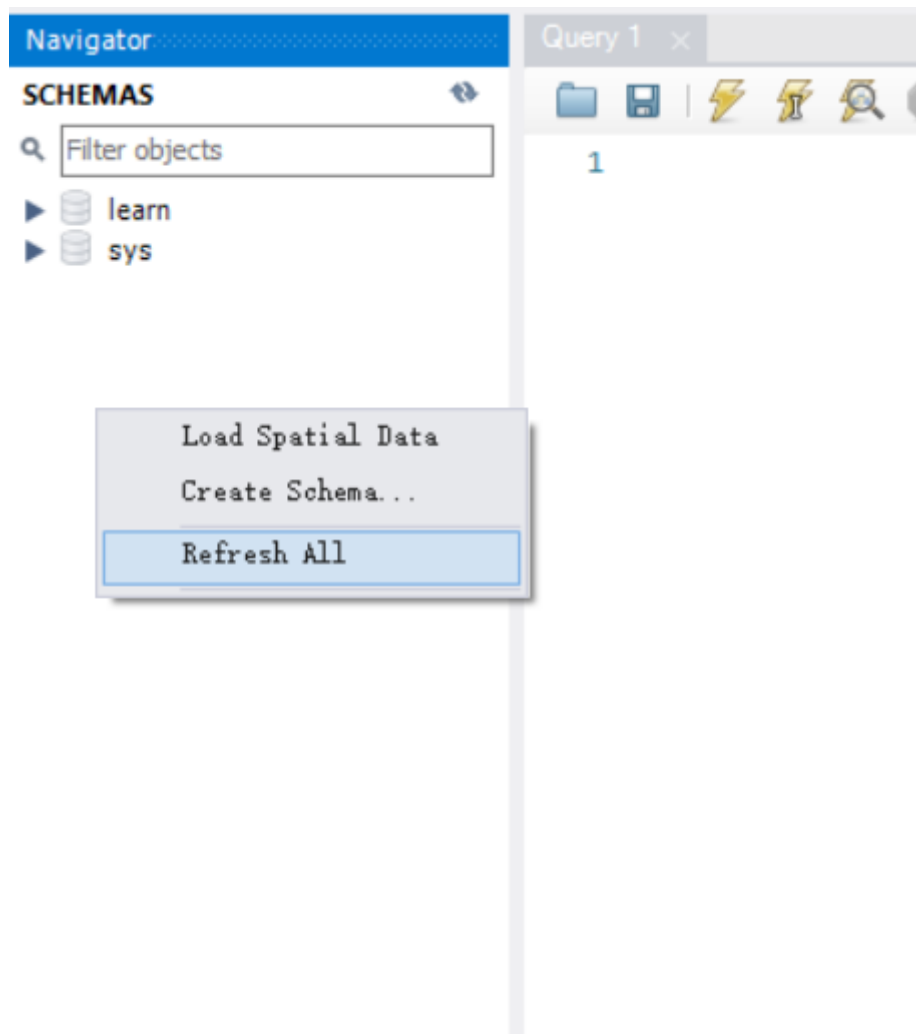 Navigator
Query 1
SCHEMAS
Filter objects
1
learn
sys
Load Spatial Data
Create Schema...
Refresh All